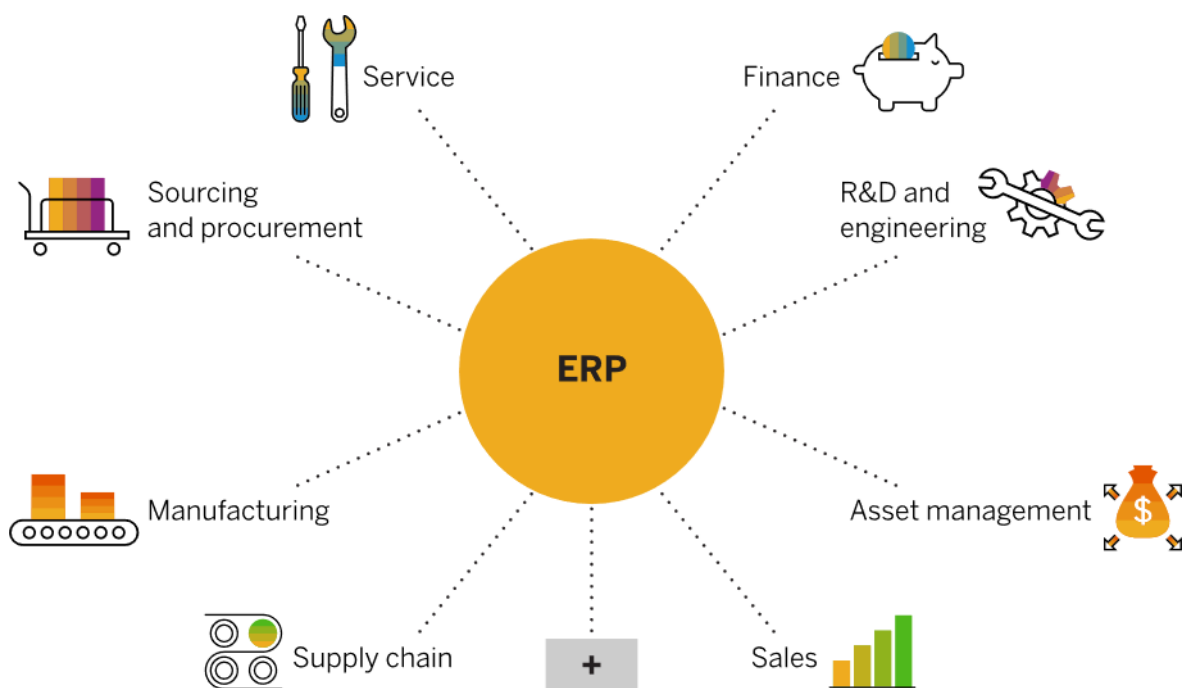 Service
Finance
Sourcing
and procurement
R&D and
engineering
ERP
Manufacturing
Asset management
$
Supply chain
+
Sales